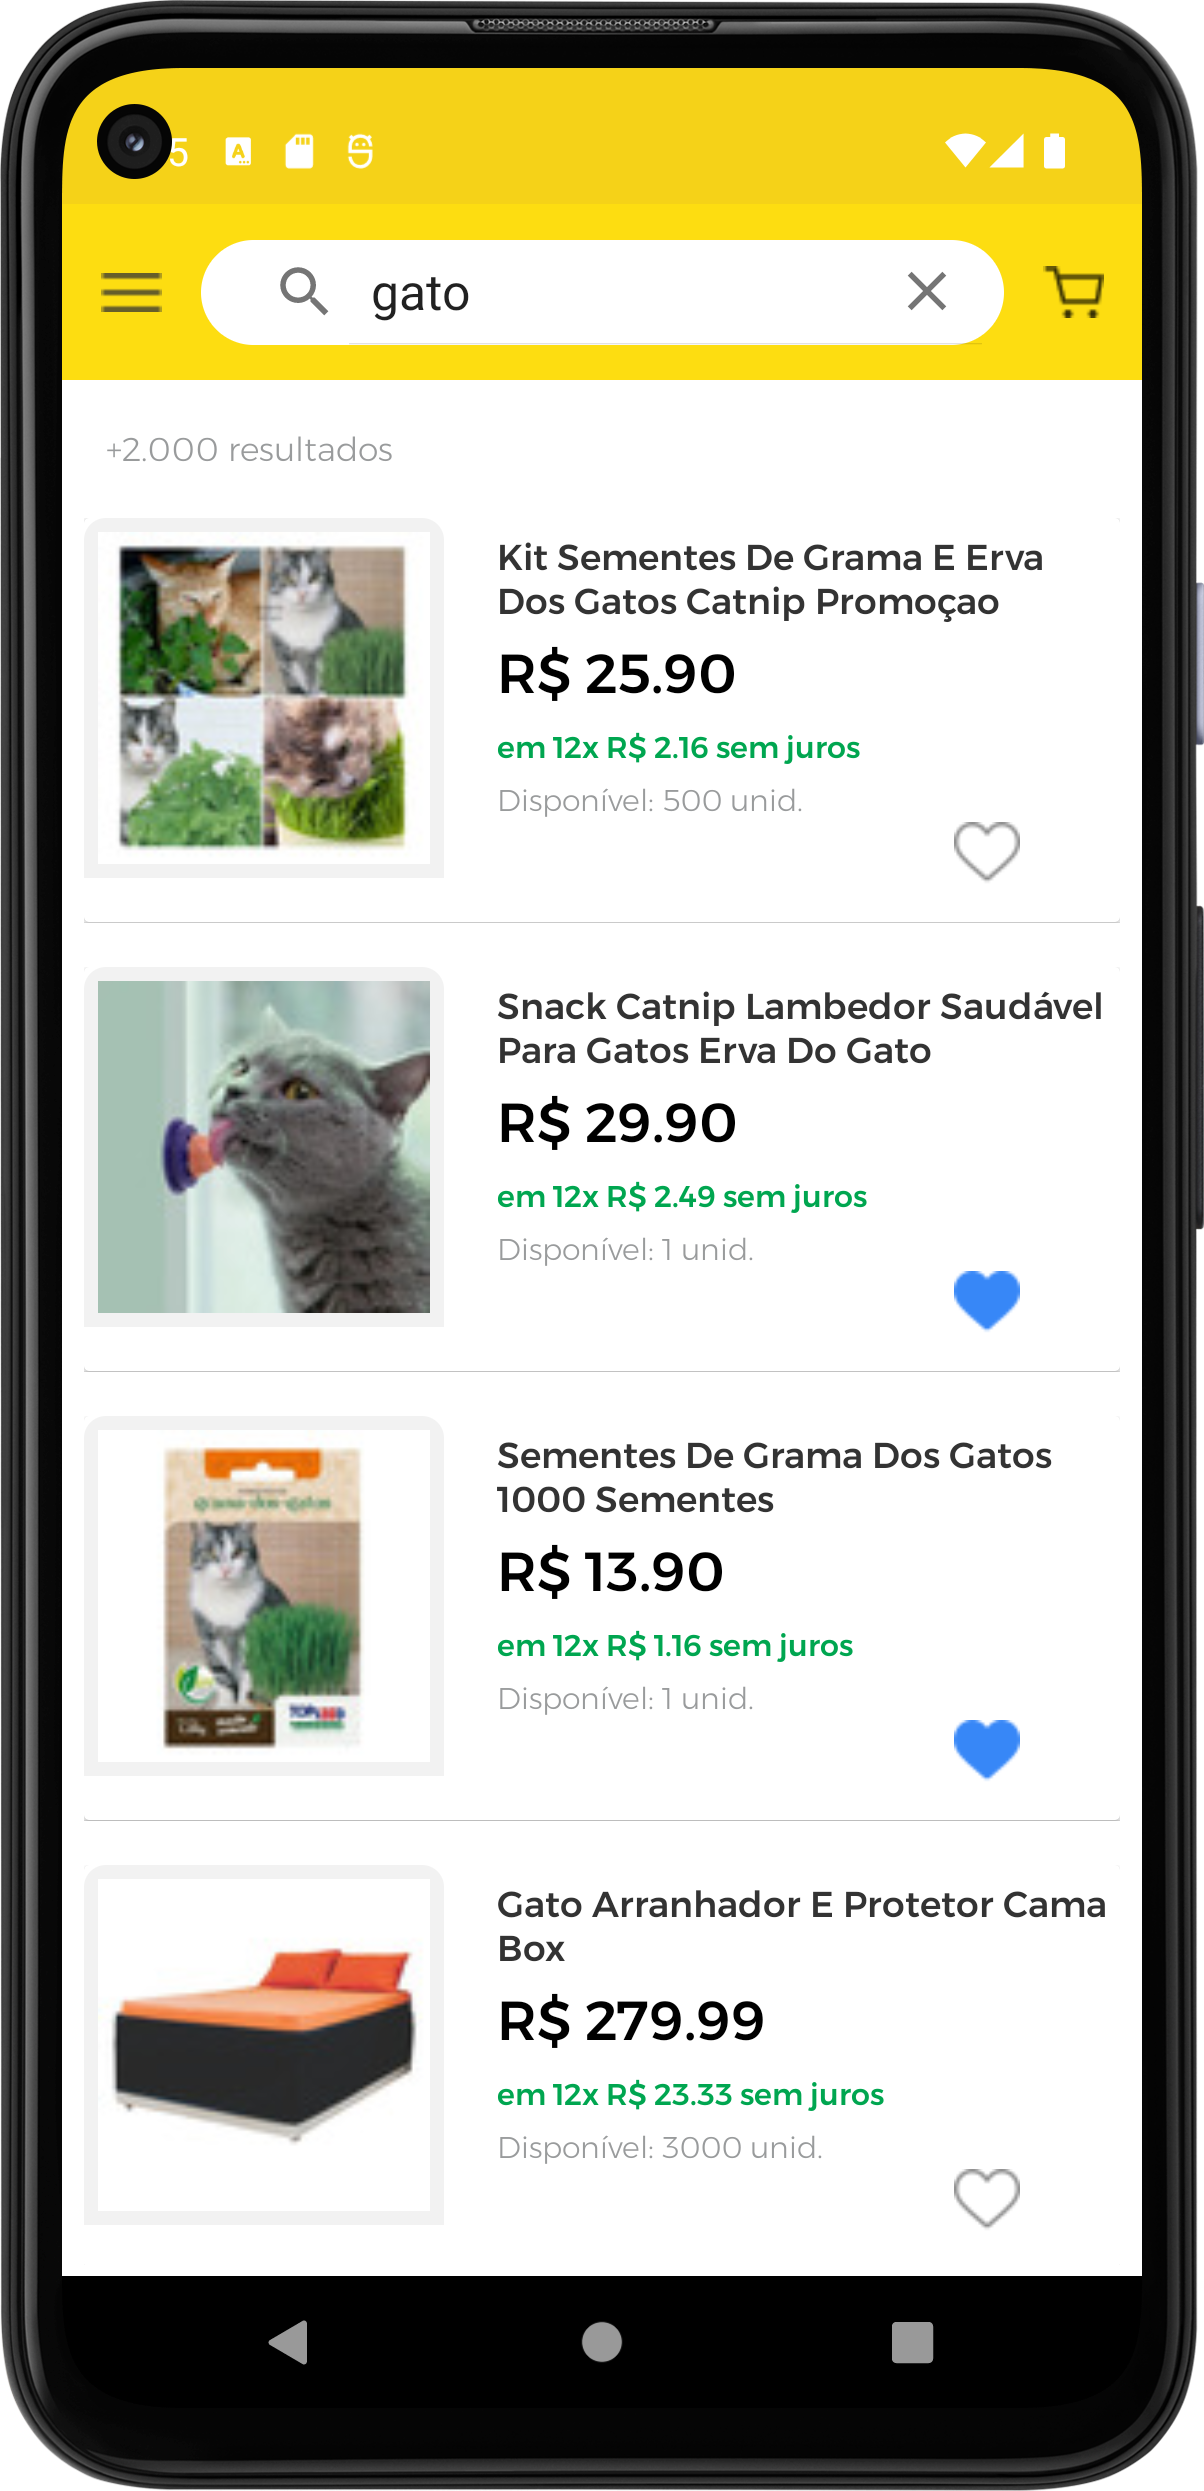 5
gato
+2.000 resultados
Kit Sementes De Grama E Erva
Dos Gatos Catnip Promoçao
R$ 25.90
em 12x R$ 2.16 sem juros
Disponível: 500 unid.
Snack Catnip Lambedor Saudável
Para Gatos Erva Do Gato
R$ 29.90
em 12x R$ 2.49 sem juros
Disponível: 1 unid.
Sementes De Grama Dos Gatos
1000 Sementes
R$ 13.90
em 12x R$ 1.16 sem juros
Disponível: 1 unid.
Gato Arranhador E Protetor Cama
Box
R$ 279.99
em 12x R$ 23.33 sem juros
Disponível: 3000 unid.